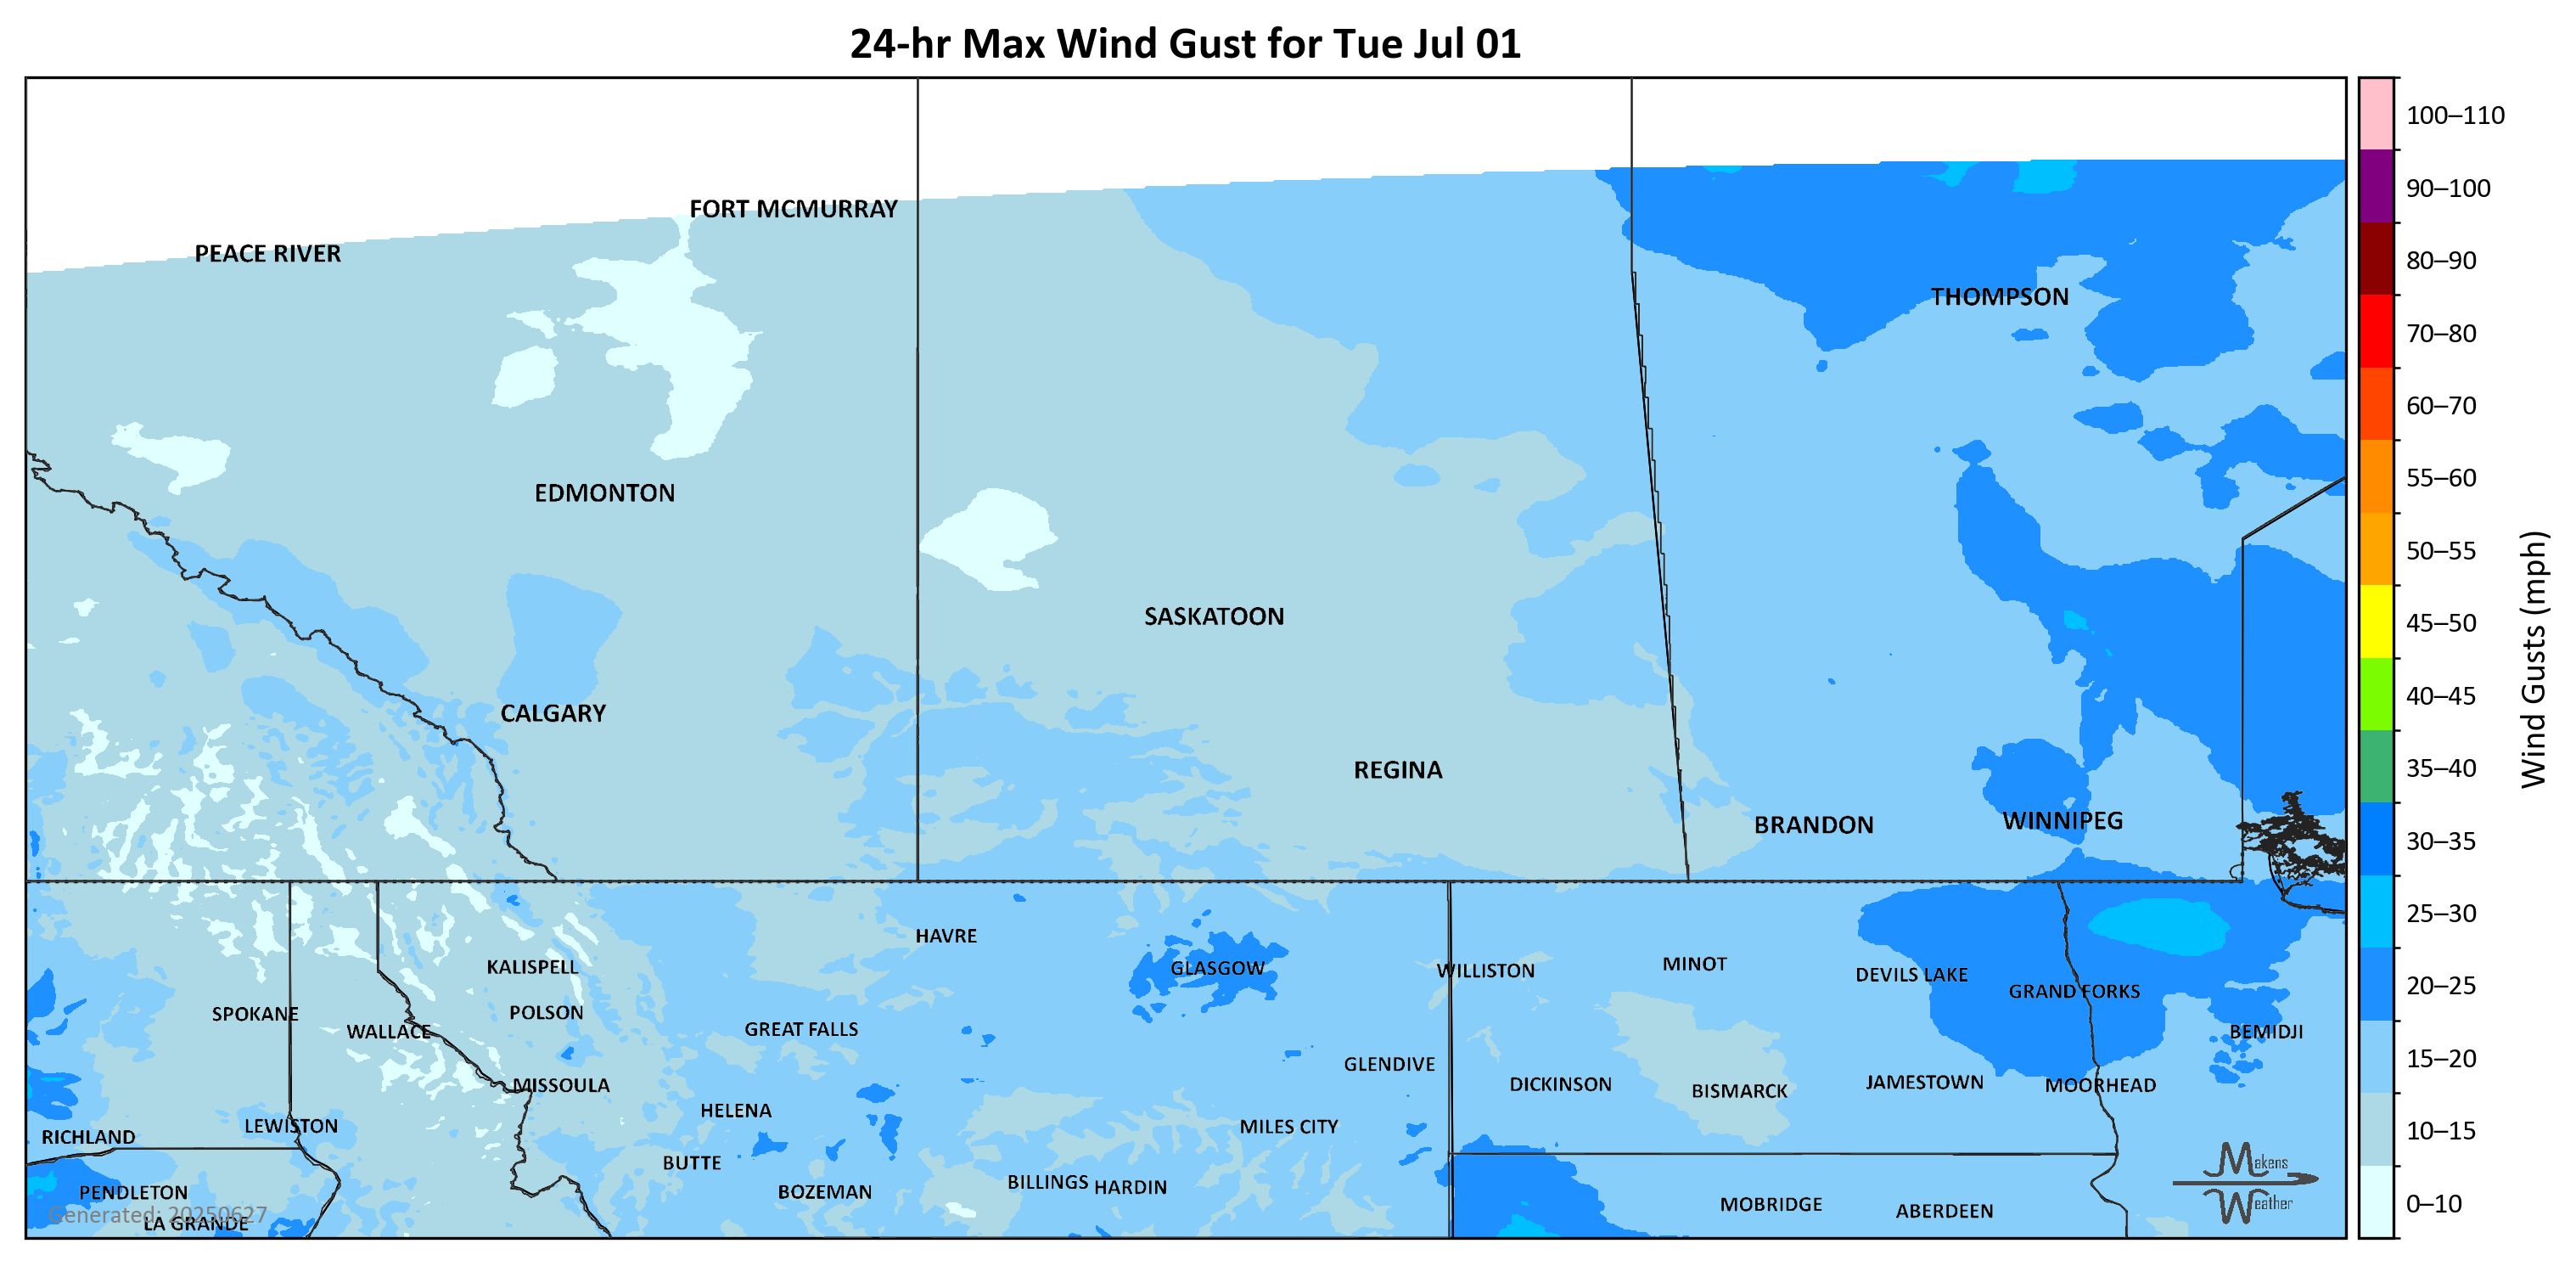 24-hr Max Wind Gust for Tue Jul 01
FORT MCMURRAY
PEACE RIVER
THOMPSON
EDMONTON
SASKATOON
CALGARY
REGINA
BRANDON
WINNIPEG
HAVRE
KALISPELL
GLASGOW
WILLISTON
MINOT
DEVILS LAKE
GRAND FORKS
SPOKANE
POLSON
WALLACE
GREAT FALLS
BEMIDJI
GLENDIVE
MISSOULA
DICKINSON
BISMARCK
JAMESTOWN
MOORHEAD
HELENA
LEWISTON
MILES CITY
RICHLAND
BUTTE
PENDLETON
BOZEMAN
BILLINGS
HARDIN
MOBRIDGE
ABERDEEN
Generated: 20250627
LA GRANDE
Makens
Weather
100–110
90–100
80–90
70–80
60–70
55–60
50–55
45–50
40–45
35–40
30–35
25–30
20–25
15–20
10–15
0–10
Wind Gusts (mph)